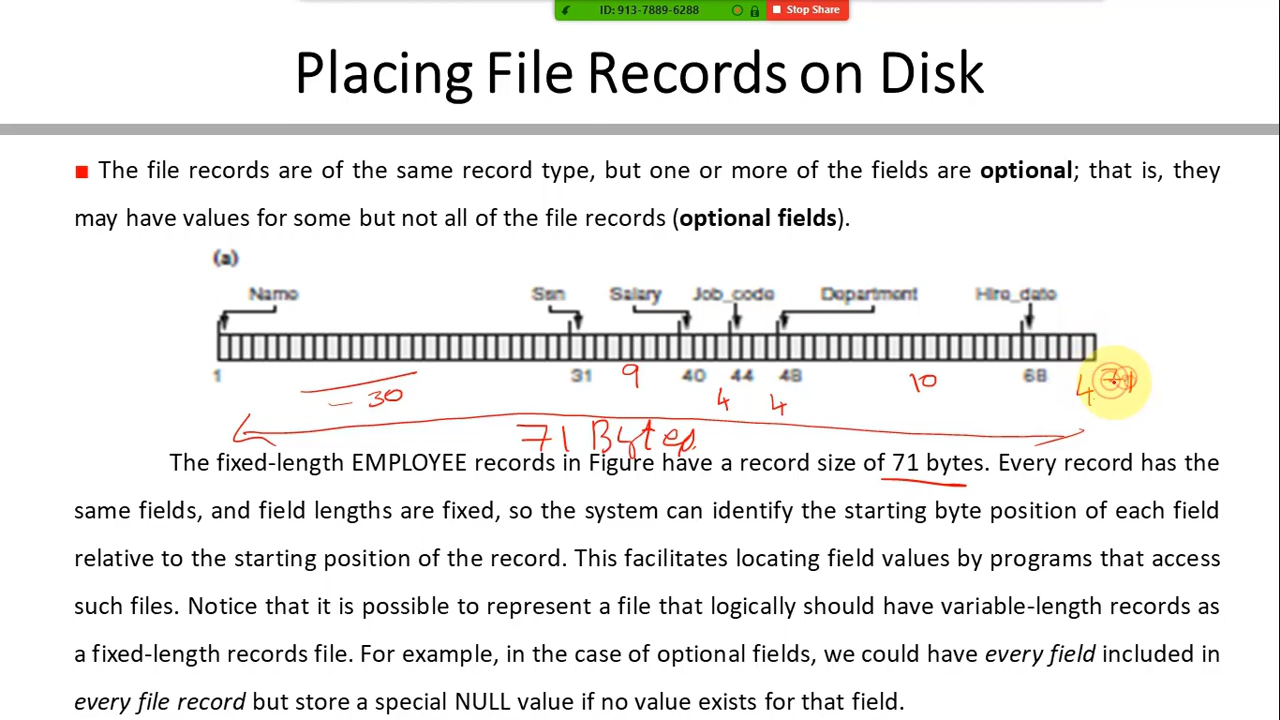 ID: 913-7889-6288 Stop Share
Placing File Records on Disk
The file records are of the same record type, but one or more of the fields are optional; that is, they
may have values for some but not all of the file records (optional fields).
(a)
Name Ssn Salary Job_code Department Hire_date
1 31 9 40 44 48 10 68
30 4 4 4
71 Bytes
The fixed-length EMPLOYEE records in Figure have a record size of 71 bytes. Every record has the
same fields, and field lengths are fixed, so the system can identify the starting byte position of each field
relative to the starting position of the record. This facilitates locating field values by programs that access
such files. Notice that it is possible to represent a file that logically should have variable-length records as
a fixed-length records file. For example, in the case of optional fields, we could have every field included in
every file record but store a special NULL value if no value exists for that field.